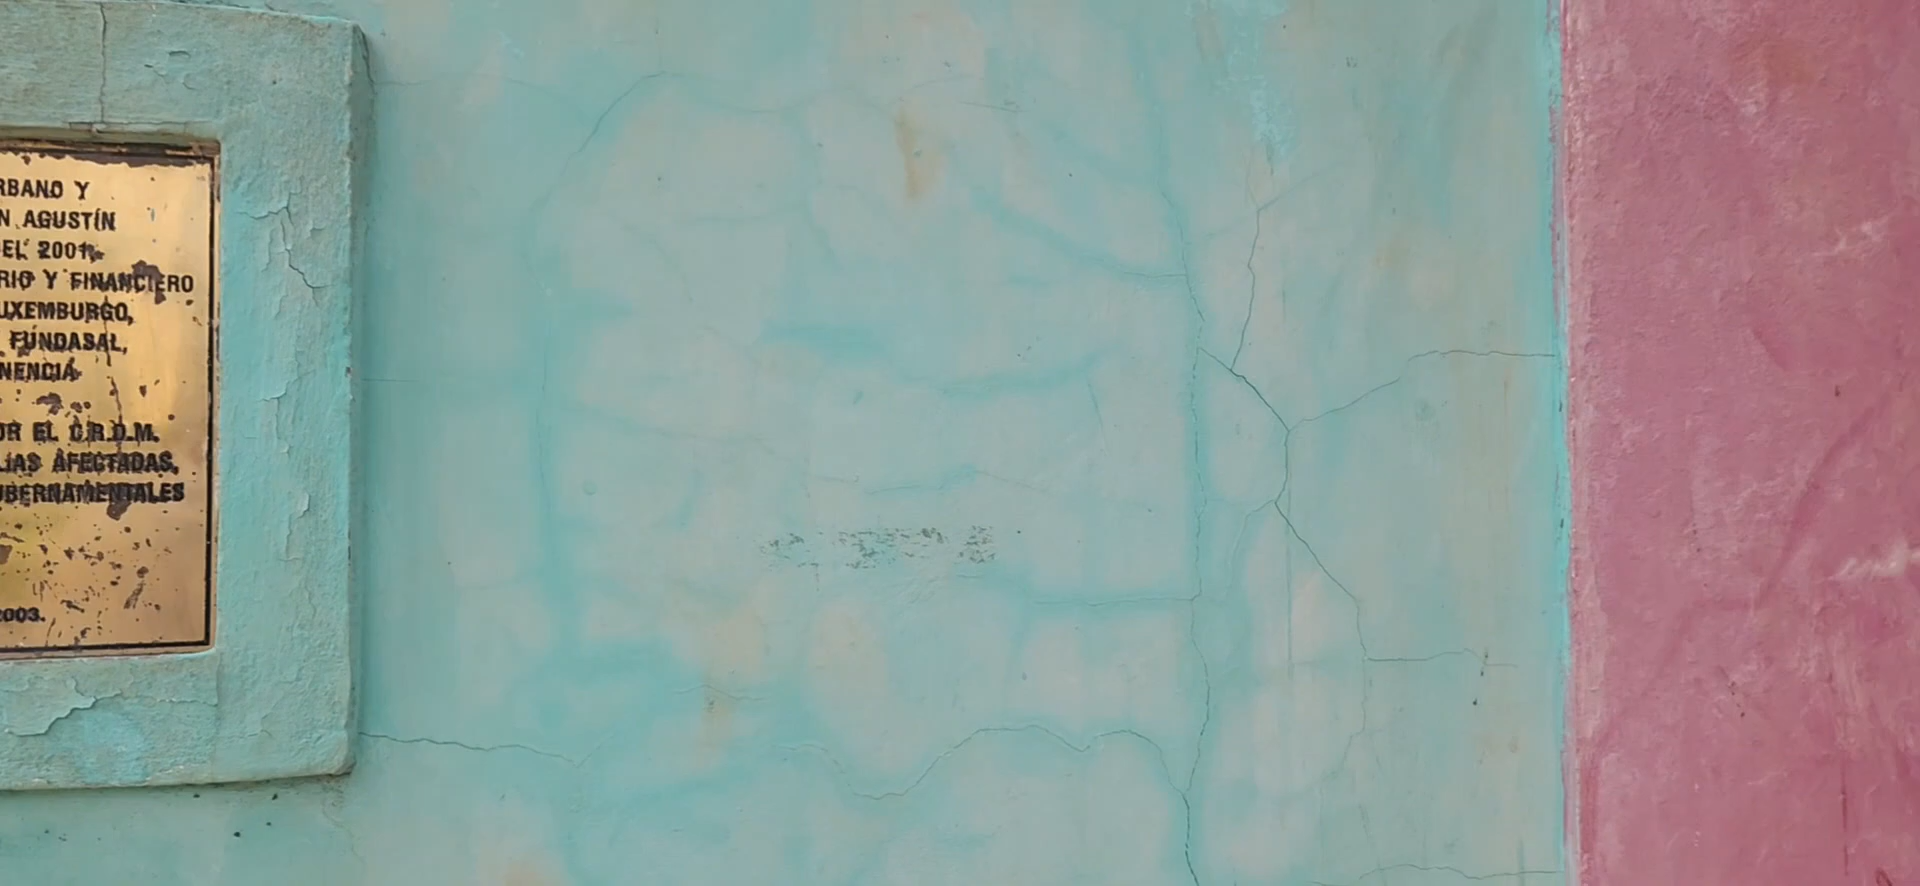 RBANO Y
N AGUSTÍN
EL 2001,
RIO Y FINANCIERO
UXEMBURGO,
FUNDASAL,
NENCIA
OR EL C.R.D.M.
LIAS AFECTADAS,
UBERNAMENTALES
2003.